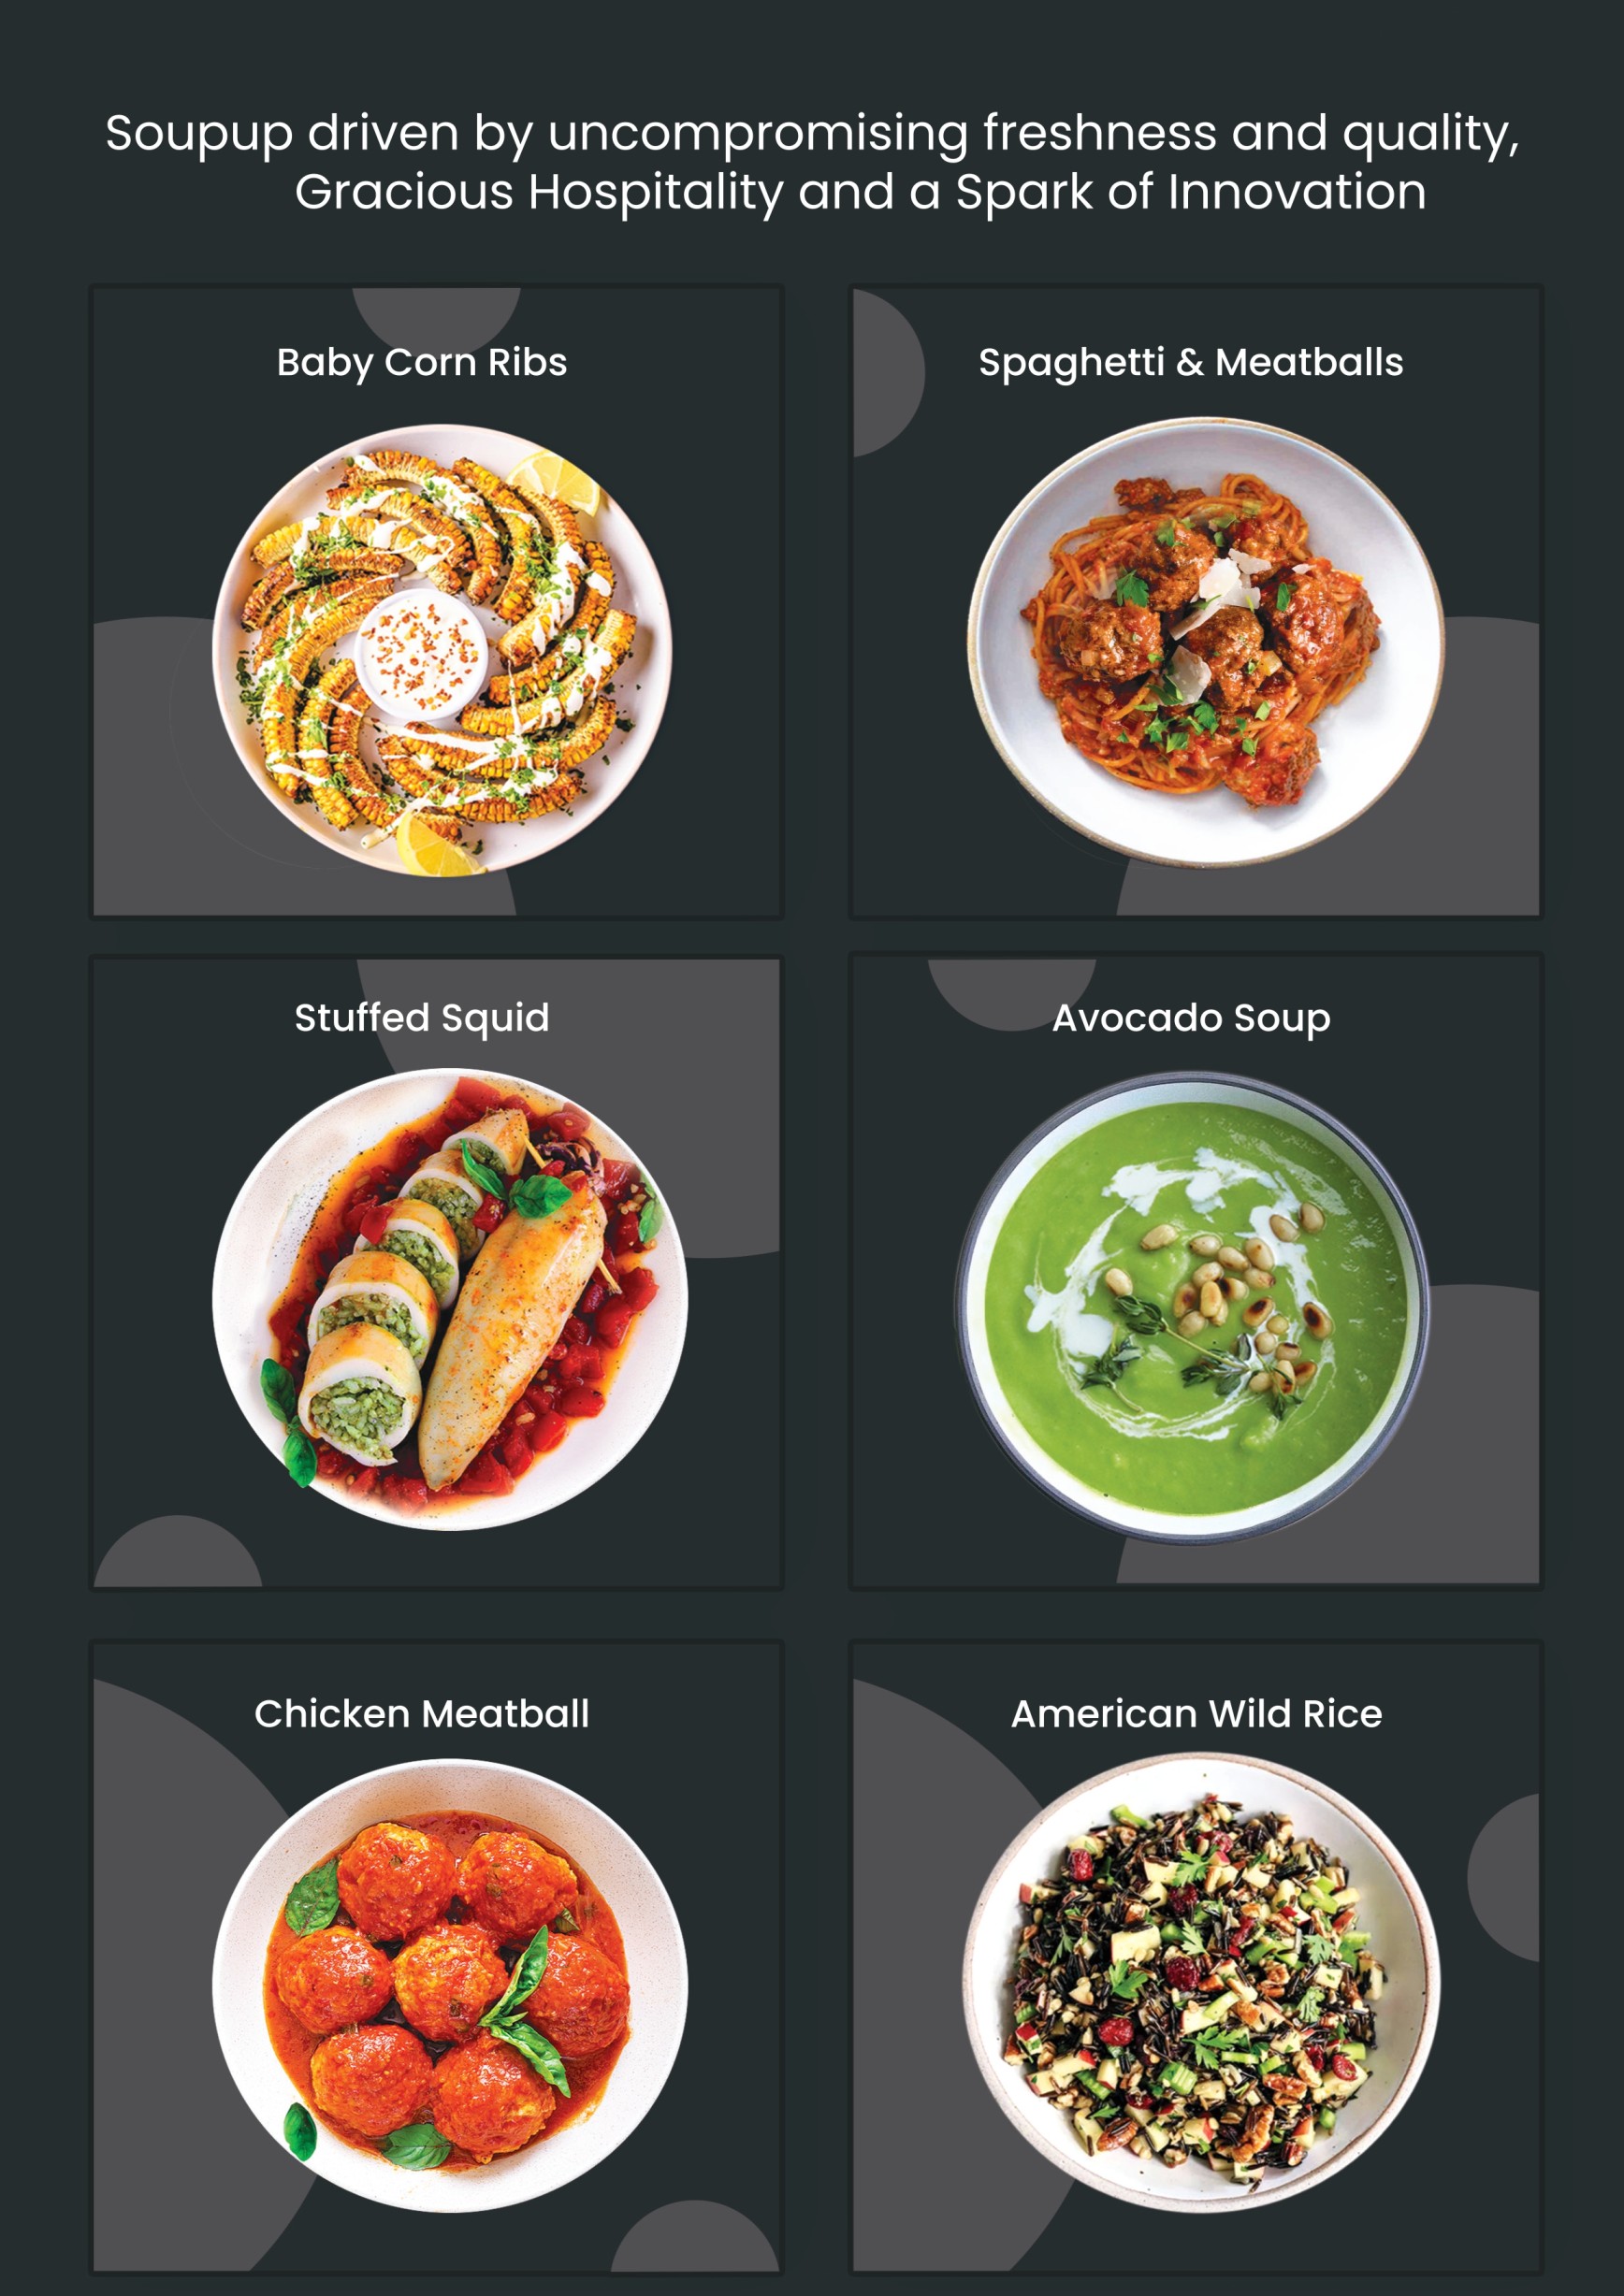 Soupup driven by uncompromising freshness and quality,
Gracious Hospitality and a Spark of Innovation
Baby Corn Ribs
Spaghetti & Meatballs
Stuffed Squid
Avocado Soup
Chicken Meatball
American Wild Rice